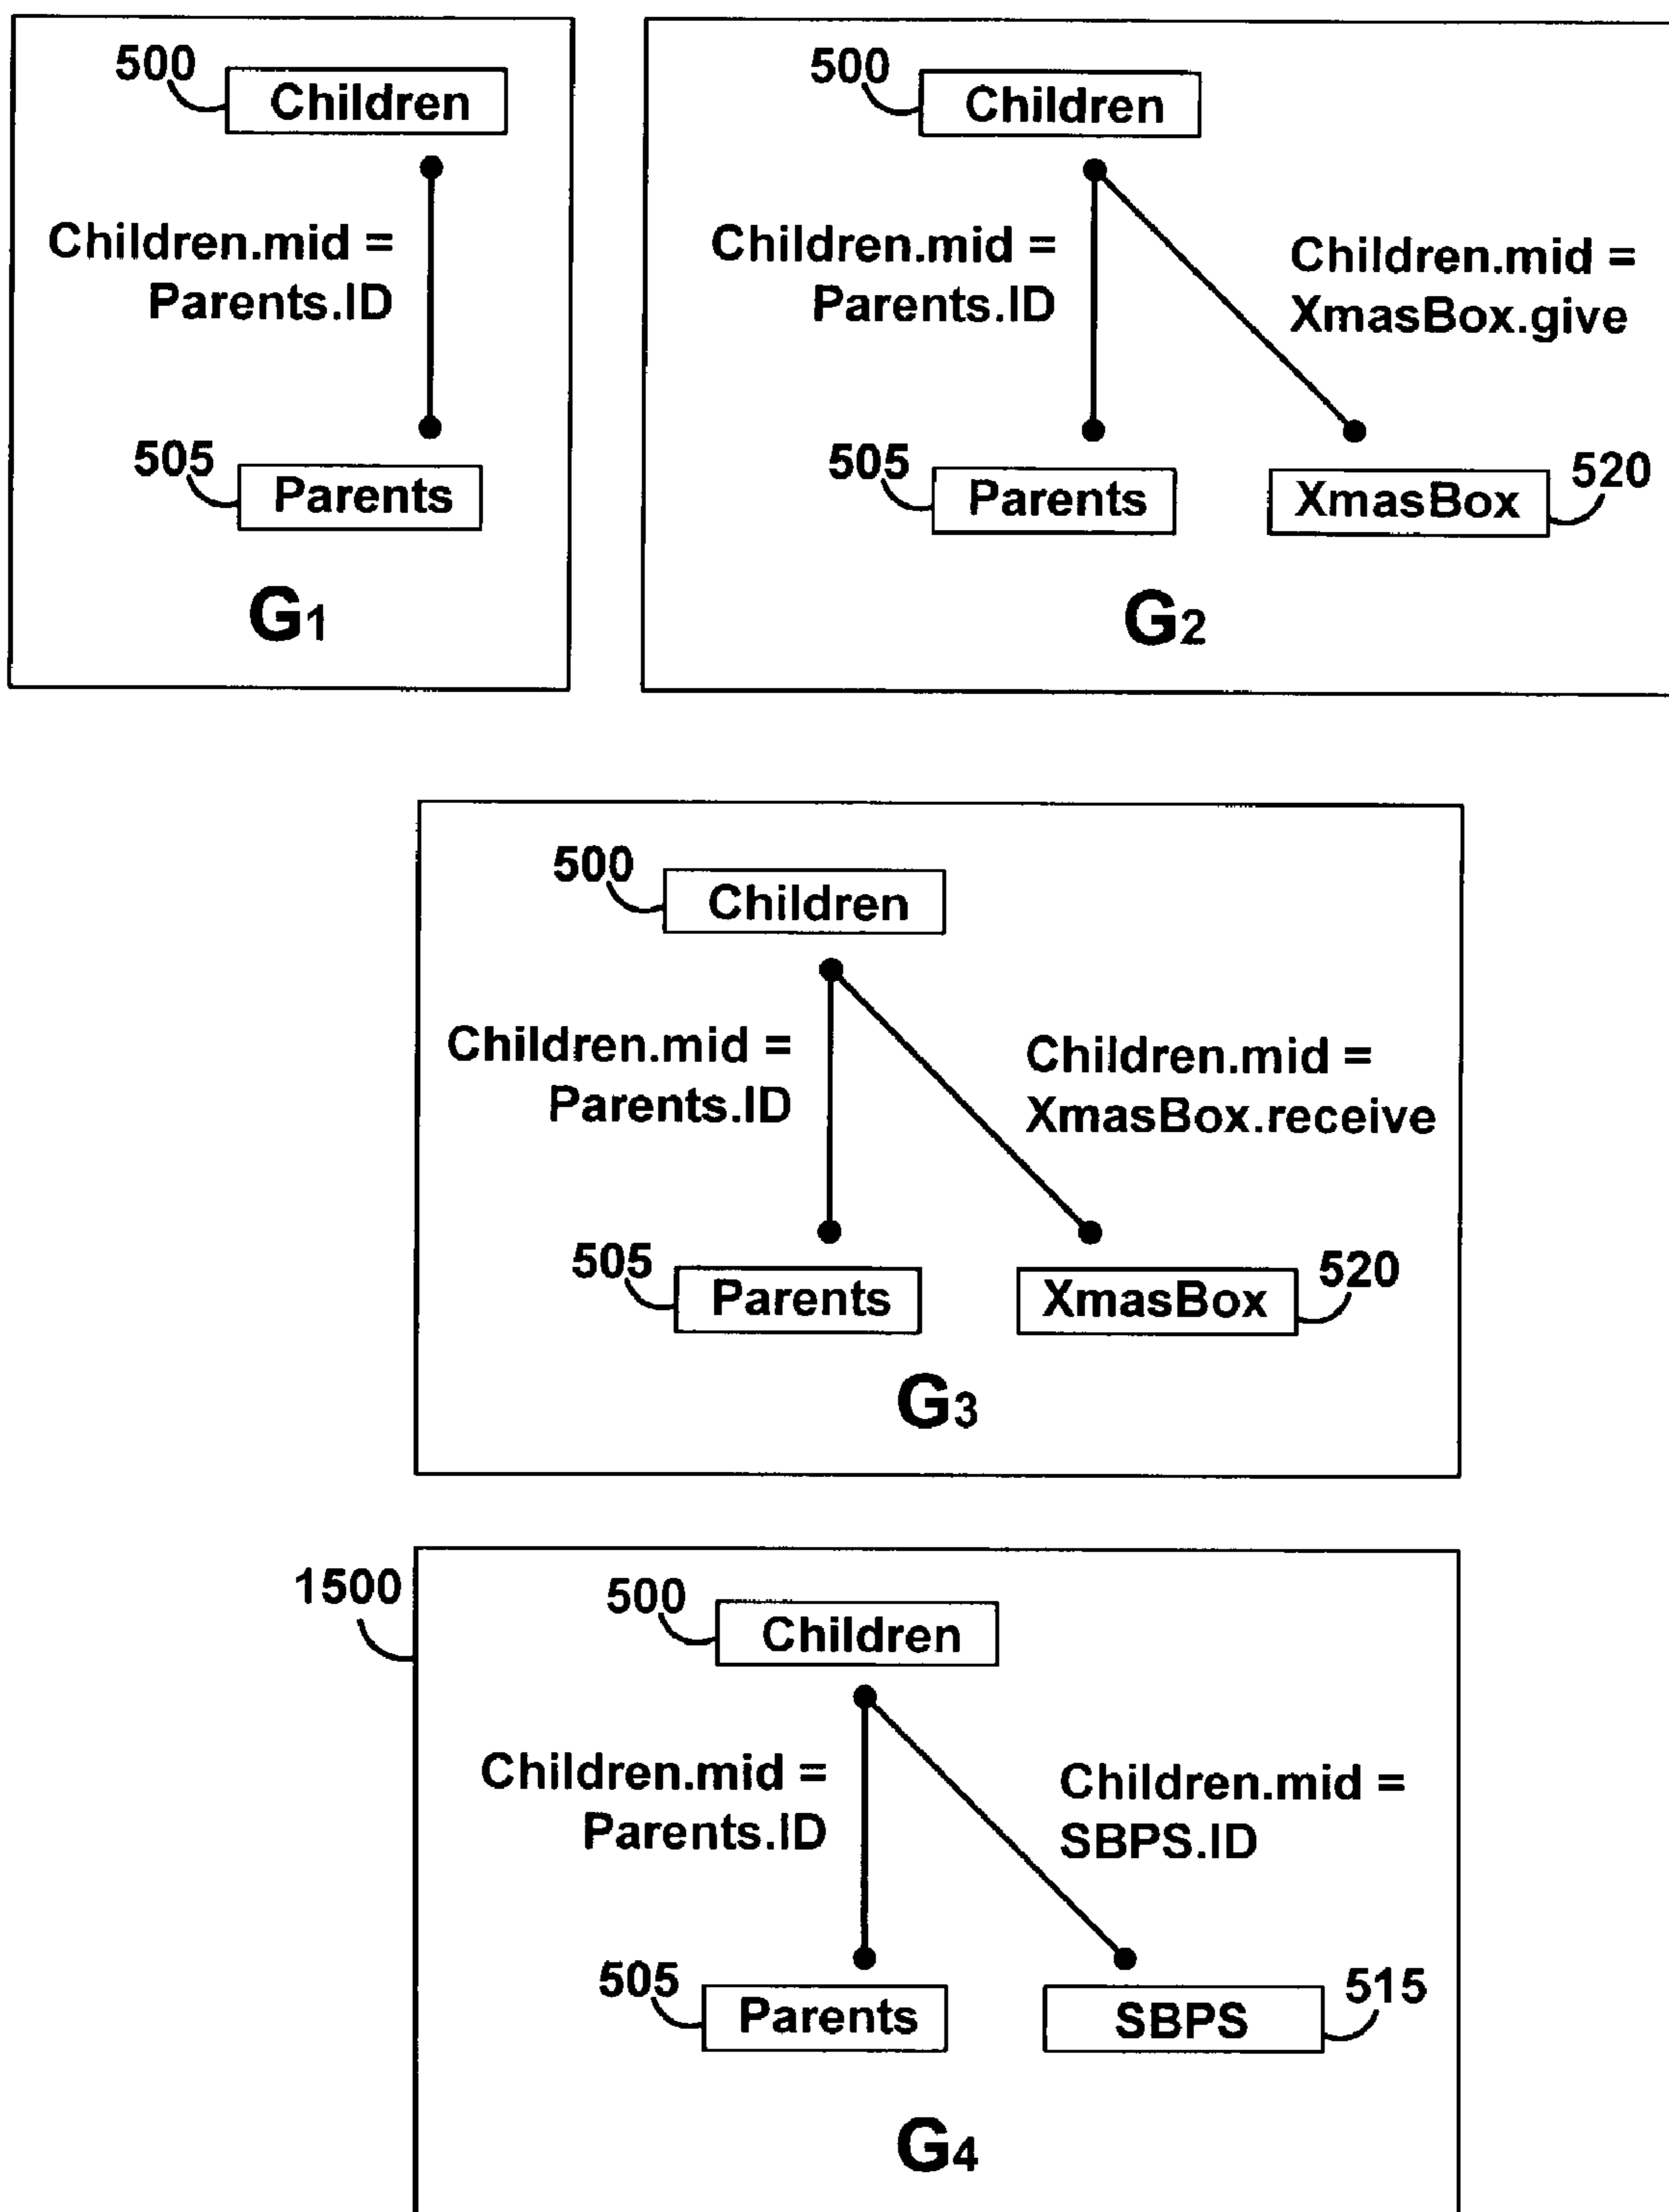 500
Children
Children.mid =
Parents.ID
505
Parents
G1
500
Children
Children.mid =
Parents.ID
Children.mid =
XmasBox.give
505
Parents
XmasBox
520
G2
500
Children
Children.mid =
Parents.ID
Children.mid =
XmasBox.receive
505
Parents
XmasBox
520
G3
1500
500
Children
Children.mid =
Parents.ID
Children.mid =
SBPS.ID
505
Parents
SBPS
515
G4